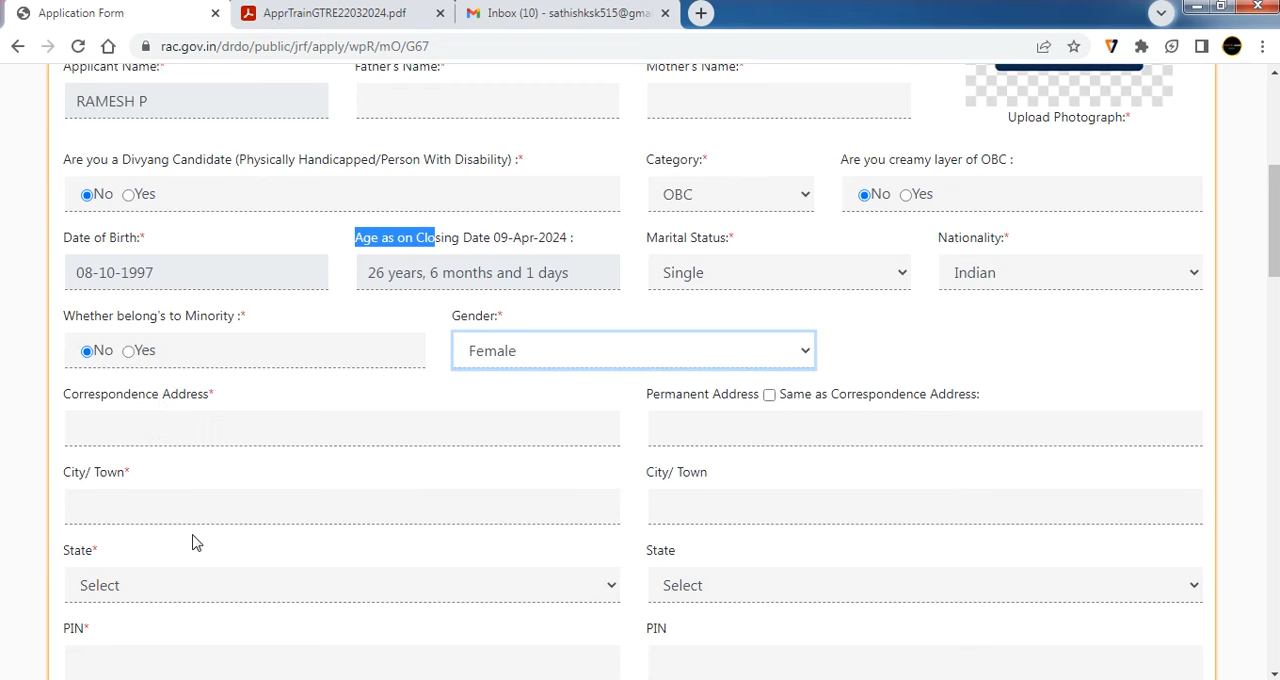 Application Form
ApprTrainGTRE22032024.pdf
Inbox (10) - sathishksk515@gma
rac.gov.in/drdo/public/jrf/apply/wpR/mO/G67
Applicant Name:* Father's Name:* Mother's Name:*
RAMESH P
Upload Photograph:*
Are you a Divyang Candidate (Physically Handicapped/Person With Disability) :* Category:* Are you creamy layer of OBC :
No Yes OBC No Yes
Date of Birth:* Age as on Closing Date 09-Apr-2024 : Marital Status:* Nationality:*
08-10-1997 26 years, 6 months and 1 days Single Indian
Whether belong's to Minority :* Gender:*
No Yes Female
Correspondence Address* Permanent Address Same as Correspondence Address:
City/ Town* City/ Town
State* State
Select Select
PIN* PIN